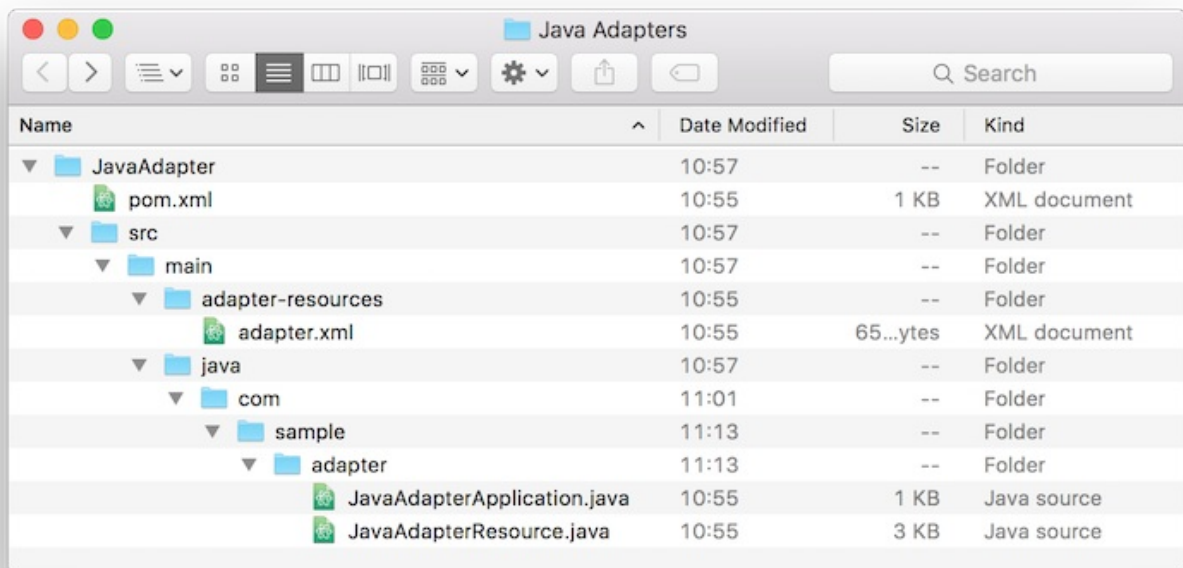 Java Adapters
Search
Name Date Modified Size Kind
JavaAdapter 10:57 -- Folder
pom.xml 10:55 1 KB XML document
src 10:57 -- Folder
main 10:57 -- Folder
adapter-resources 10:55 -- Folder
adapter.xml 10:55 65...ytes XML document
java 10:57 -- Folder
com 11:01 -- Folder
sample 11:13 -- Folder
adapter 11:13 -- Folder
JavaAdapterApplication.java 10:55 1 KB Java source
JavaAdapterResource.java 10:55 3 KB Java source